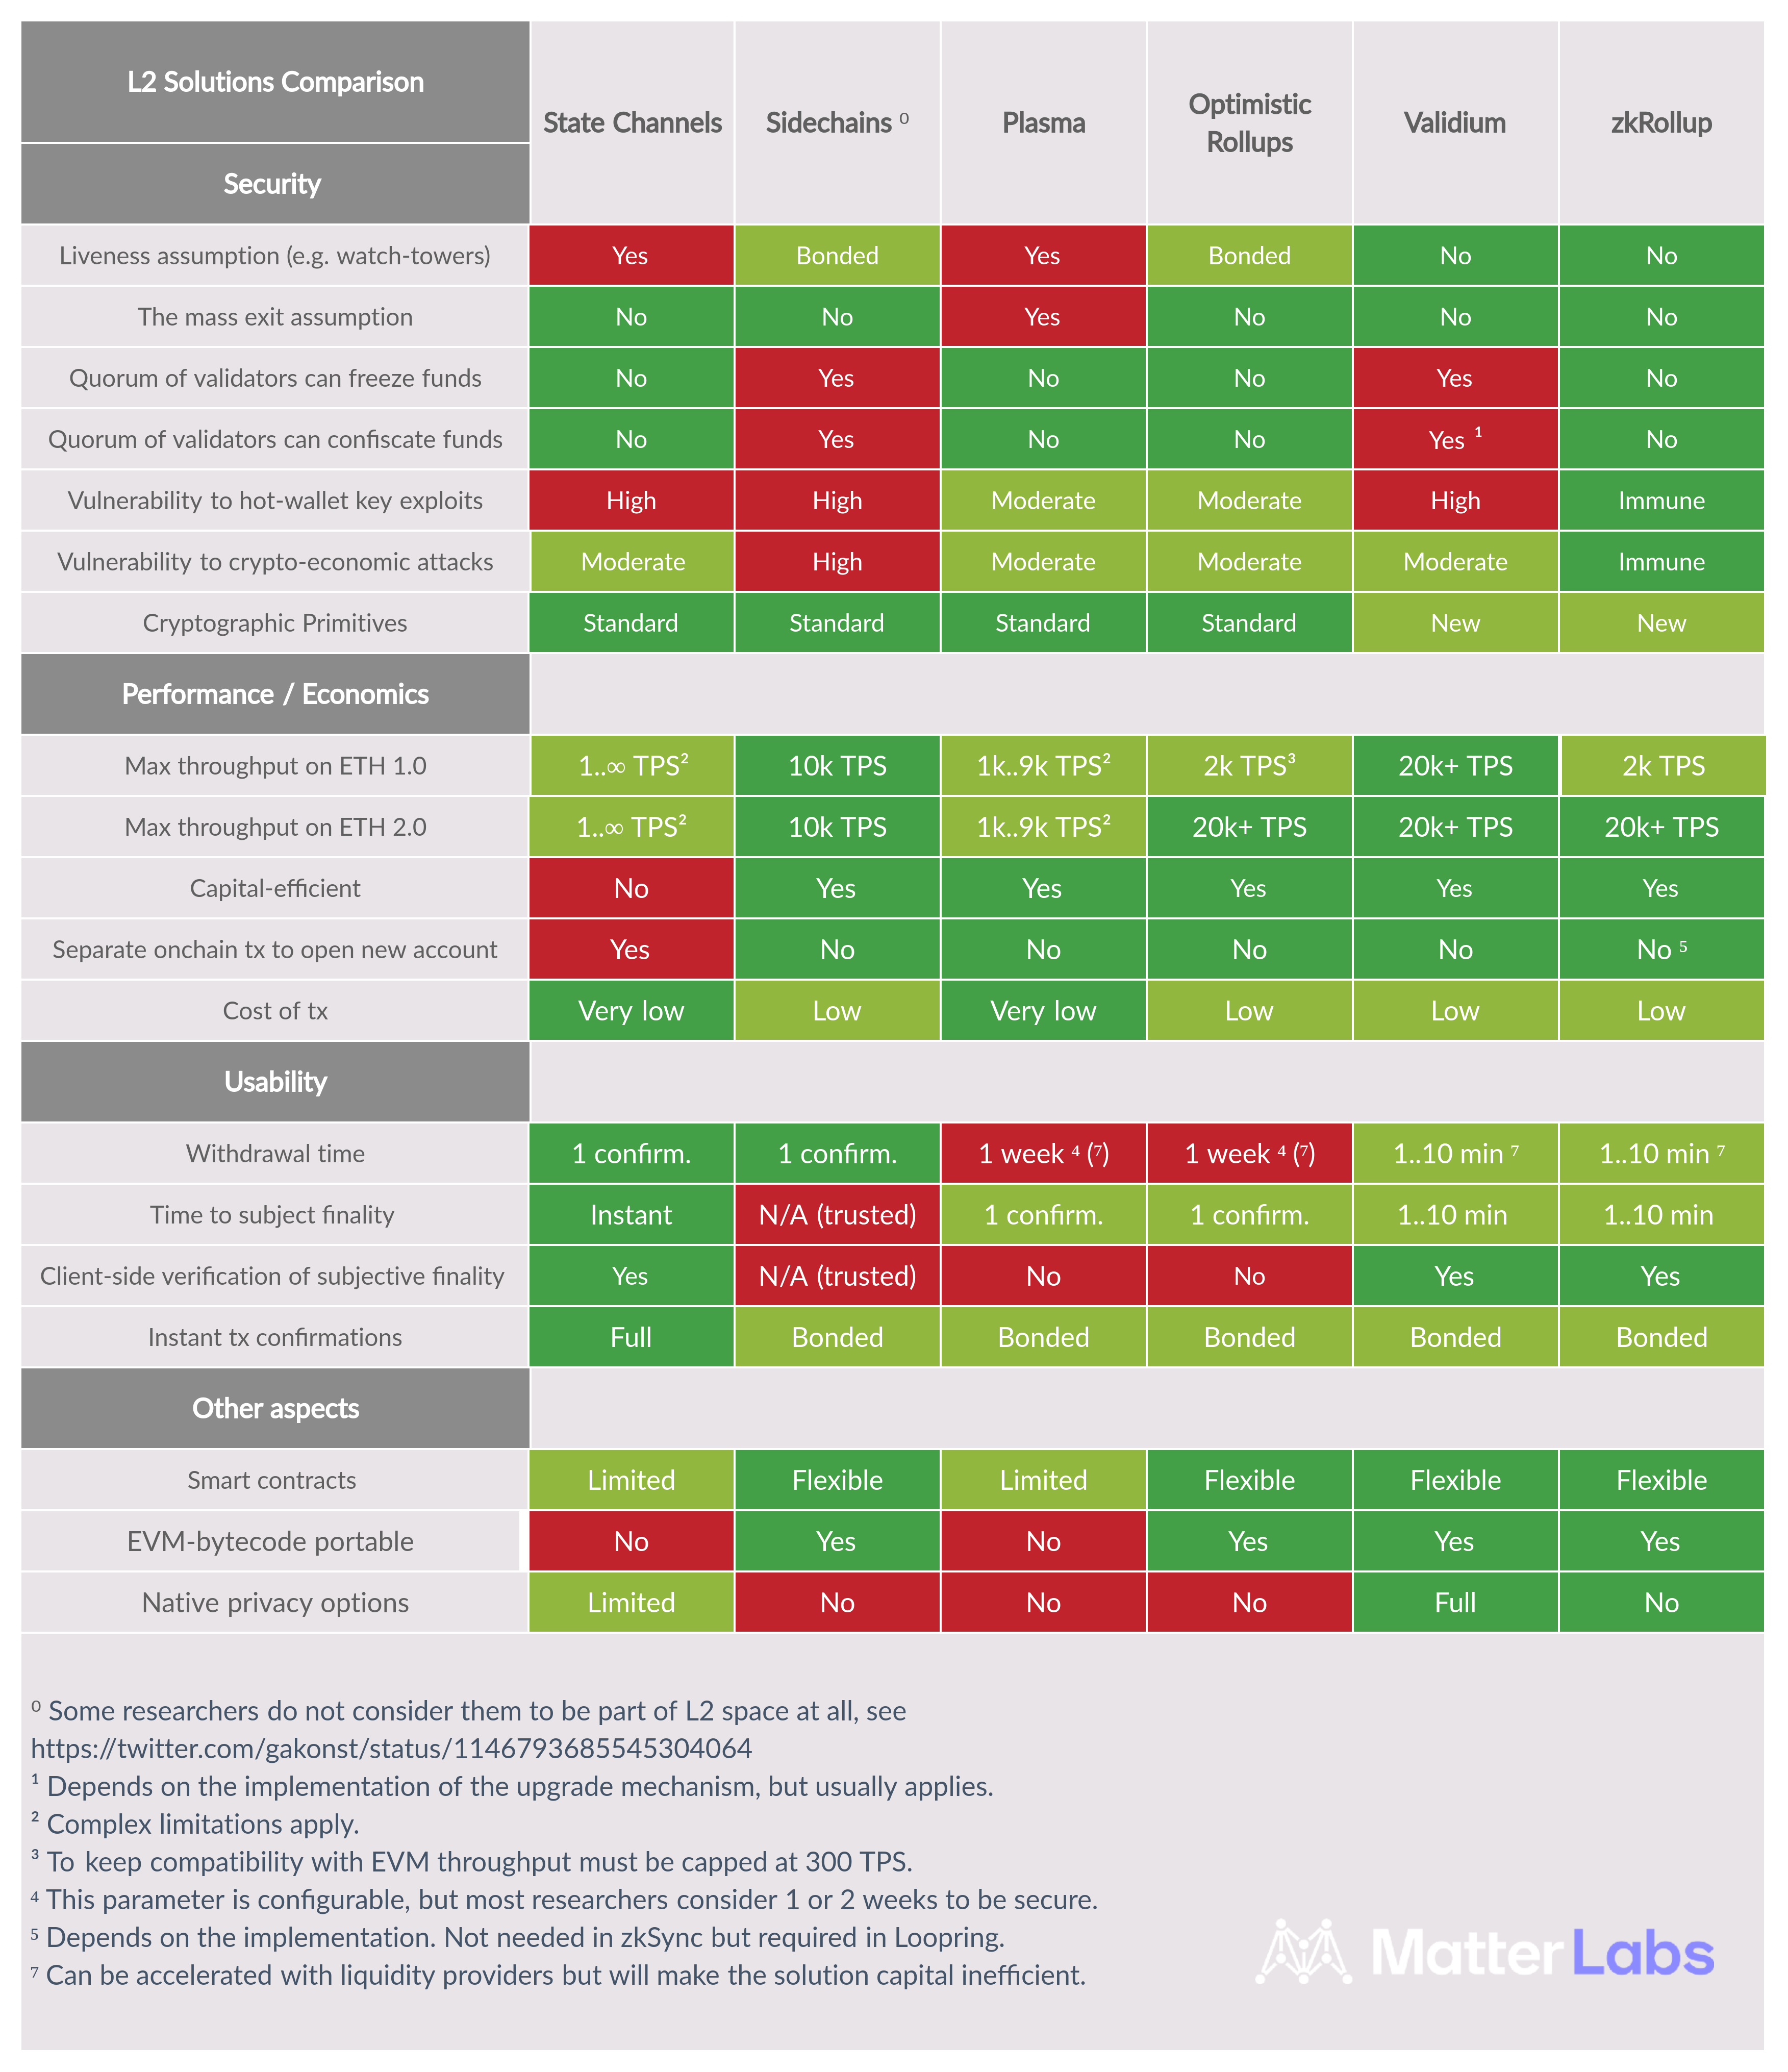 L2 Solutions Comparison
State Channels
Sidechains ⁰
Plasma
Optimistic
Rollups
Validium
zkRollup
Security
Liveness assumption (e.g. watch-towers) Yes Bonded Yes Bonded No No
The mass exit assumption No No Yes No No No
Quorum of validators can freeze funds No Yes No No Yes No
Quorum of validators can confiscate funds No Yes No No Yes ¹ No
Vulnerability to hot-wallet key exploits High High Moderate Moderate High Immune
Vulnerability to crypto-economic attacks Moderate High Moderate Moderate Moderate Immune
Cryptographic Primitives Standard Standard Standard Standard New New
Performance / Economics
Max throughput on ETH 1.0 1..∞ TPS² 10k TPS 1k..9k TPS² 2k TPS³ 20k+ TPS 2k TPS
Max throughput on ETH 2.0 1..∞ TPS² 10k TPS 1k..9k TPS² 20k+ TPS 20k+ TPS 20k+ TPS
Capital-efficient No Yes Yes Yes Yes Yes
Separate onchain tx to open new account Yes No No No No No ⁵
Cost of tx Very low Low Very low Low Low Low
Usability
Withdrawal time 1 confirm. 1 confirm. 1 week ⁴ (⁷) 1 week ⁴ (⁷) 1..10 min ⁷ 1..10 min ⁷
Time to subject finality Instant N/A (trusted) 1 confirm. 1 confirm. 1..10 min 1..10 min
Client-side verification of subjective finality Yes N/A (trusted) No No Yes Yes
Instant tx confirmations Full Bonded Bonded Bonded Bonded Bonded
Other aspects
Smart contracts Limited Flexible Limited Flexible Flexible Flexible
EVM-bytecode portable No Yes No Yes Yes Yes
Native privacy options Limited No No No Full No
⁰ Some researchers do not consider them to be part of L2 space at all, see
https://twitter.com/gakonst/status/1146793685545304064
¹ Depends on the implementation of the upgrade mechanism, but usually applies.
² Complex limitations apply.
³ To keep compatibility with EVM throughput must be capped at 300 TPS.
⁴ This parameter is configurable, but most researchers consider 1 or 2 weeks to be secure.
⁵ Depends on the implementation. Not needed in zkSync but required in Loopring.
⁷ Can be accelerated with liquidity providers but will make the solution capital inefficient.
Matter Labs